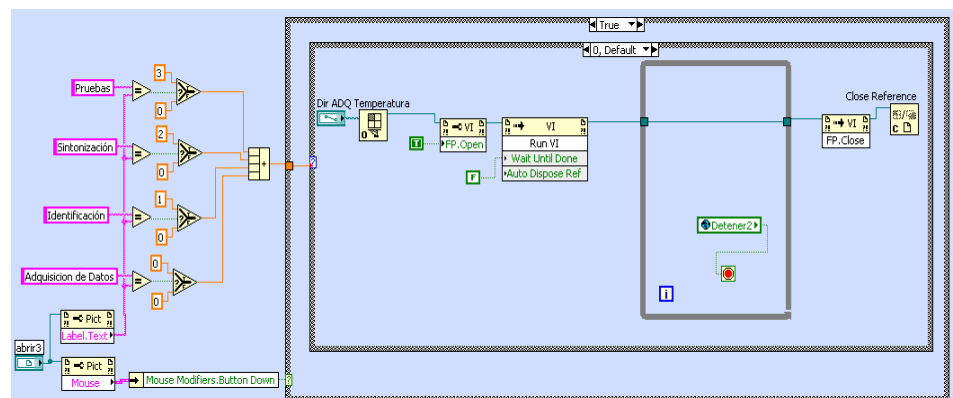 True
0, Default
Pruebas
=
3
?
0
Sintonización
=
2
?
0
Identificación
=
1
?
0
Adquisicion de Datos
=
0
?
0
+
Pict
Label.Text
abrir3
Pict
Mouse
Mouse Modifiers.Button Down
?
?
Dir ADQ Temperatura
0
VI
FP.Open
T
VI
Run VI
Wait Until Done
Auto Dispose Ref
F
Detener2
i
Close Reference
VI
FP.Close
C